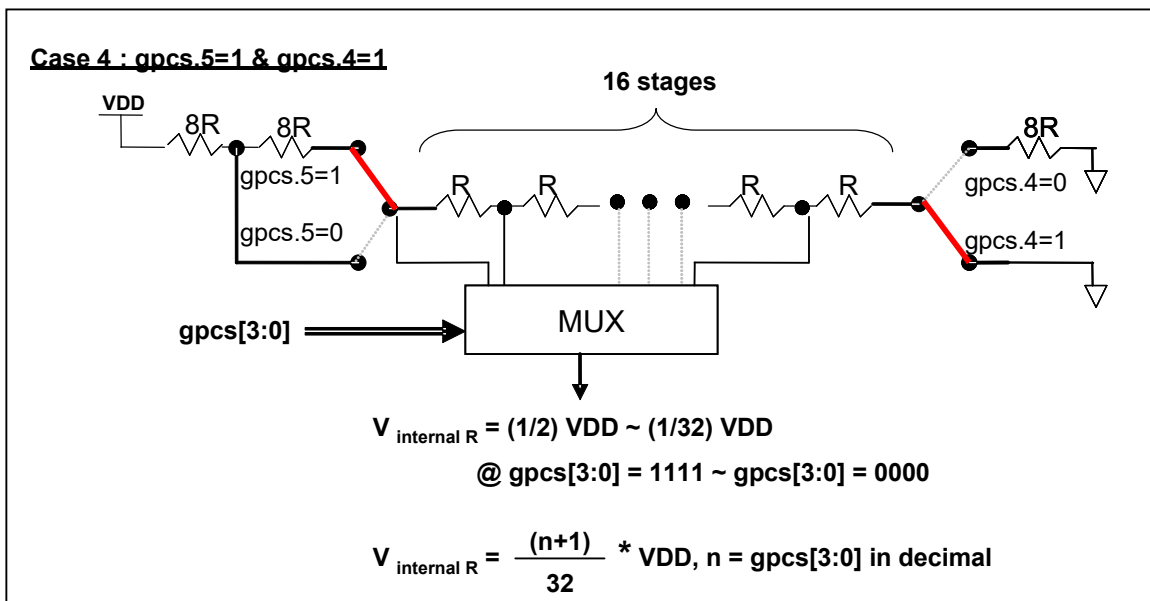 Case 4 : gpcs.5=1 & gpcs.4=1
16 stages
VDD
8R
8R
8R
gpcs.5=1
R
R
R
R
gpcs.4=0
gpcs.5=0
gpcs.4=1
MUX
gpcs[3:0]
V internal R = (1/2) VDD ~ (1/32) VDD
@ gpcs[3:0] = 1111 ~ gpcs[3:0] = 0000
V internal R = (n+1) / 32 * VDD, n = gpcs[3:0] in decimal